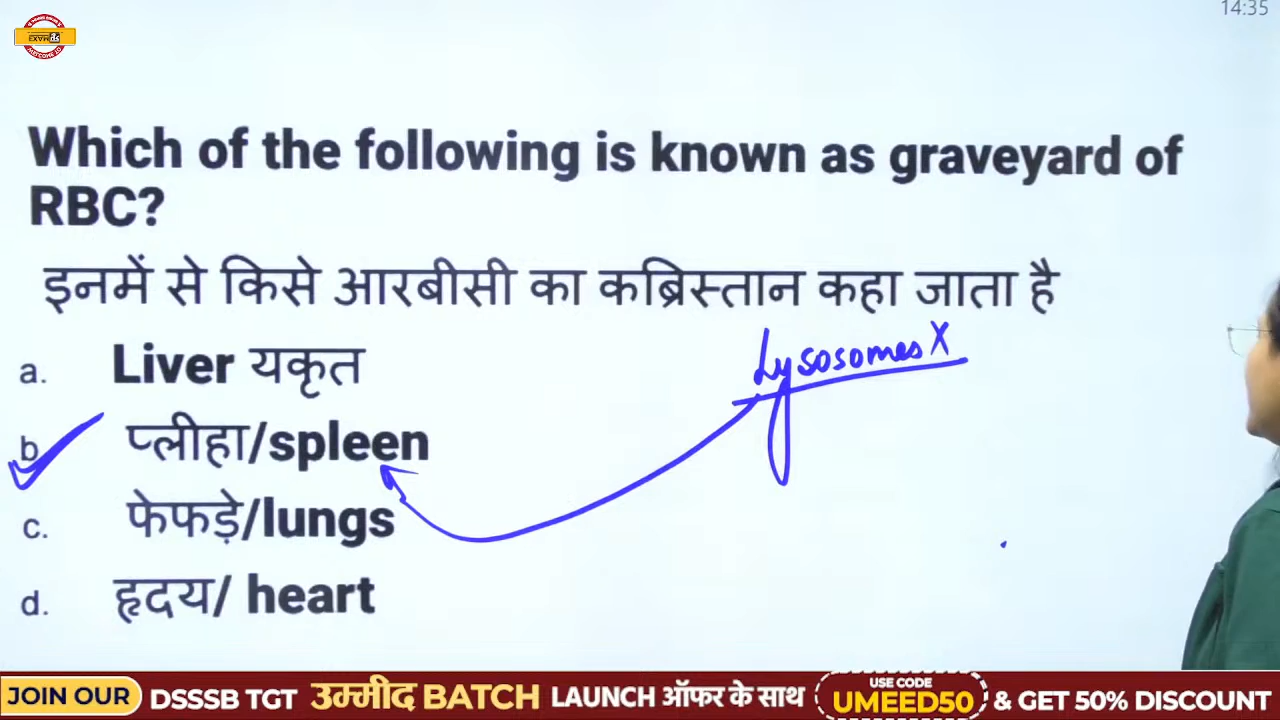 14:35
Which of the following is known as graveyard of
RBC?
इनमें से किसे आरबीसी का कब्रिस्तान कहा जाता है
Lysosomes X
a. Liver यकृत
b प्लीहा/spleen
c. फेफड़े/lungs
d. हृदय/ heart
JOIN OUR DSSSB TGT उम्मीद BATCH LAUNCH ऑफर के साथ USE CODE UMEED50 & GET 50% DISCOUNT